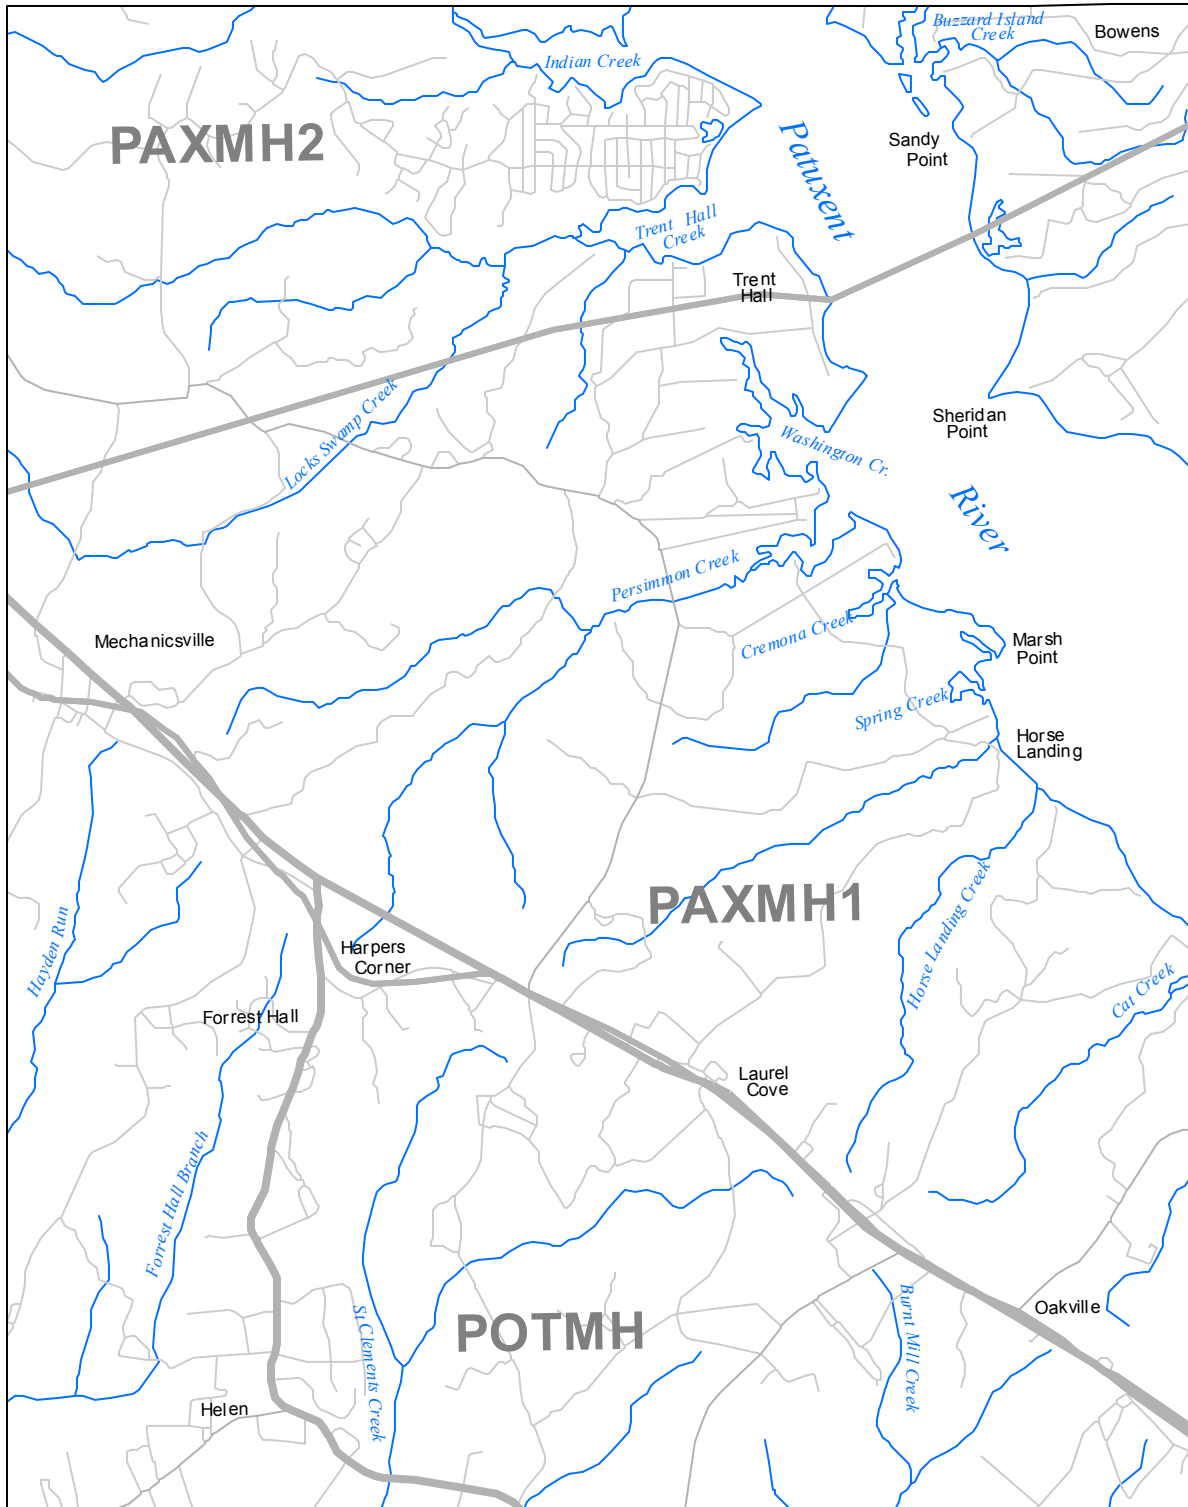 Buzzard Island
Creek
Bowens
Indian Creek
PAXMH2
Patuxent
Sandy
Point
Trent Hall
Creek
Trent
Hall
Locks Swamp Creek
Sheridan
Point
Washington Cr.
River
Persimmon Creek
Mechanicsville
Cremona Creek
Marsh
Point
Spring Creek
Horse
Landing
PAXMH1
Hayden Run
Harpers
Corner
Horse Landing Creek
Cat Creek
Forrest Hall
Laurel
Cove
Forrest Hall Branch
St Clements Creek
POTMH
Burnt Mill Creek
Oakville
Helen